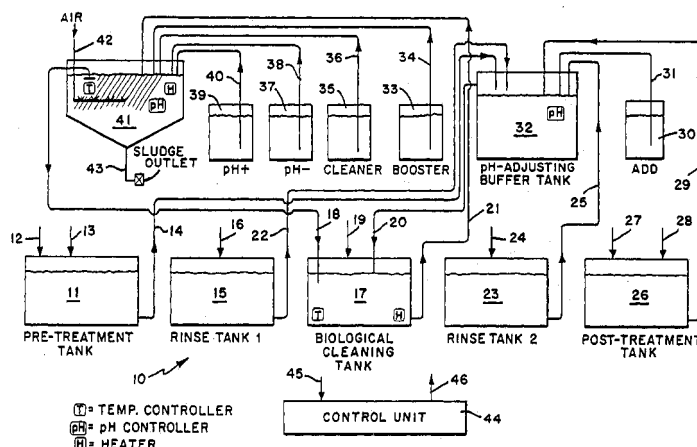 AIR
42
T
H
pH
41
43
SLUDGE
OUTLET
40
39
pH+
38
37
pH-
36
35
CLEANER
34
33
BOOSTER
32
pH
pH-ADJUSTING
BUFFER TANK
31
30
ADD
29
25
12
13
14
11
PRE-TREATMENT
TANK
16
22
15
RINSE TANK 1
18
19
20
21
17
T
H
BIOLOGICAL
CLEANING
TANK
24
23
RINSE TANK 2
27
28
26
POST-TREATMENT
TANK
10
T = TEMP. CONTROLLER
pH = pH CONTROLLER
H = HEATER
45
46
CONTROL UNIT
44